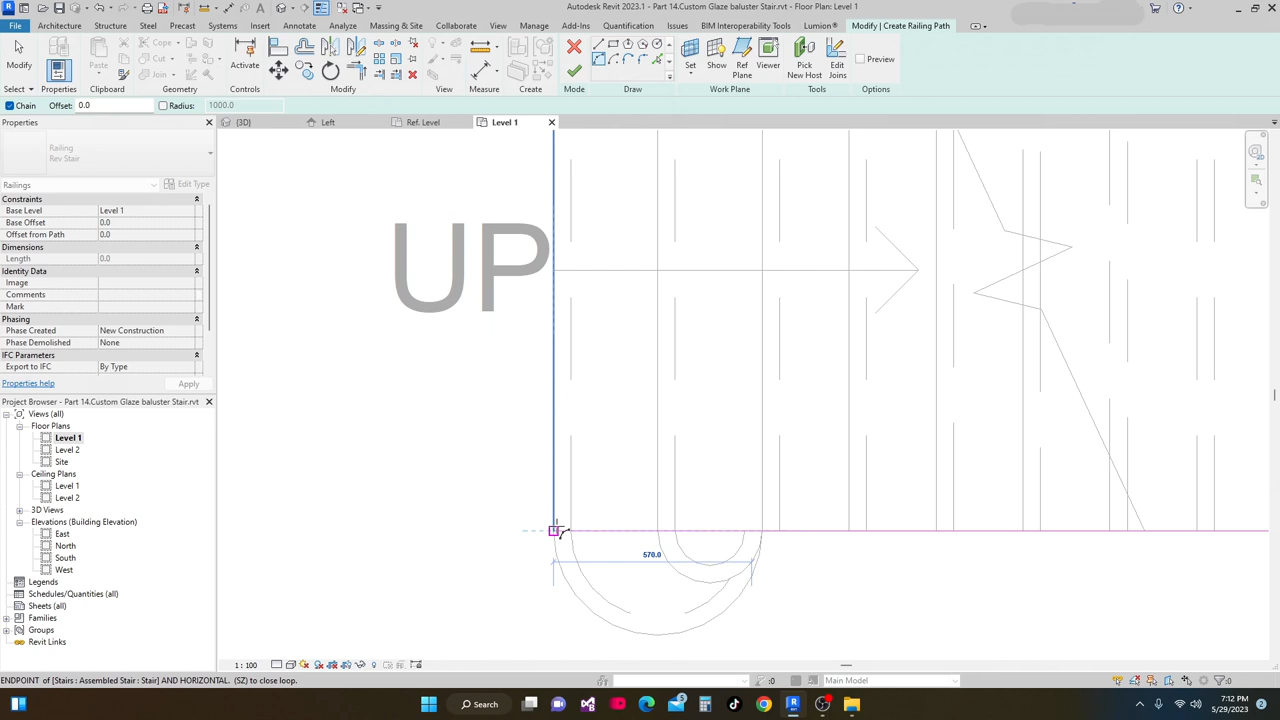 Autodesk Revit 2023.1 - Part 14.Custom Glaze baluster Stair.rvt - Floor Plan: Level 1
File Architecture Structure Steel Precast Systems Insert Annotate Analyze Massing & Site Collaborate View Manage Add-Ins Quantification Issues BIM Interoperability Tools Lumion® Modify | Create Railing Path
Modify Paste Cope Cut Join Activate Set Show Ref Plane Viewer Pick New Host Edit Joins Preview
Select Properties Clipboard Geometry Controls Modify View Measure Create Mode Draw Work Plane Tools Options
Chain Offset: 0.0 Radius: 1000.0
Properties
{3D} Left Ref. Level Level 1
Railing
Rev Stair
Railings Edit Type
Constraints
Base Level Level 1
Base Offset 0.0
Offset from Path 0.0
Dimensions
Length 0.0
Identity Data
Image
Comments
Mark
Phasing
Phase Created New Construction
Phase Demolished None
IFC Parameters
Export to IFC By Type
Properties help Apply
UP
Project Browser - Part 14.Custom Glaze baluster Stair.rvt
Views (all)
Floor Plans
Level 1
Level 2
Site
Ceiling Plans
Level 1
Level 2
3D Views
Elevations (Building Elevation)
East
North
South
West
Legends
Schedules/Quantities (all)
Sheets (all)
Families
Groups
Revit Links
570.0
1 : 100
ENDPOINT of [Stairs : Assembled Stair : Stair] AND HORIZONTAL. (SZ) to close loop. :0 Main Model :0
Search 7:12 PM
5/29/2023